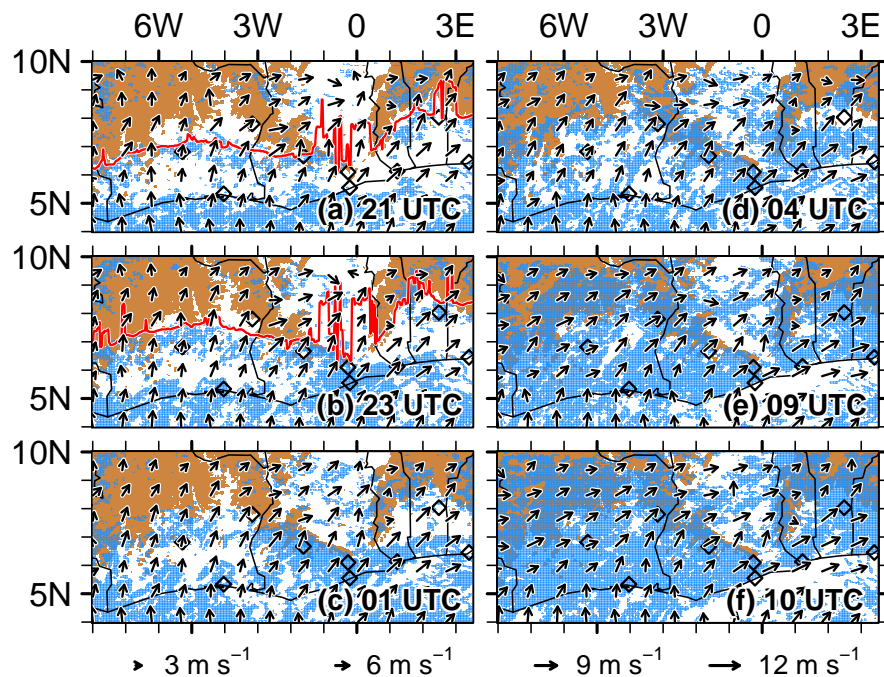 6W 3W 0 3E 6W 3W 0 3E
10N
5N
(a) 21 UTC
(d) 04 UTC
10N
5N
(b) 23 UTC
(e) 09 UTC
10N
5N
(c) 01 UTC
(f) 10 UTC
3 m s⁻¹ 6 m s⁻¹ 9 m s⁻¹ 12 m s⁻¹